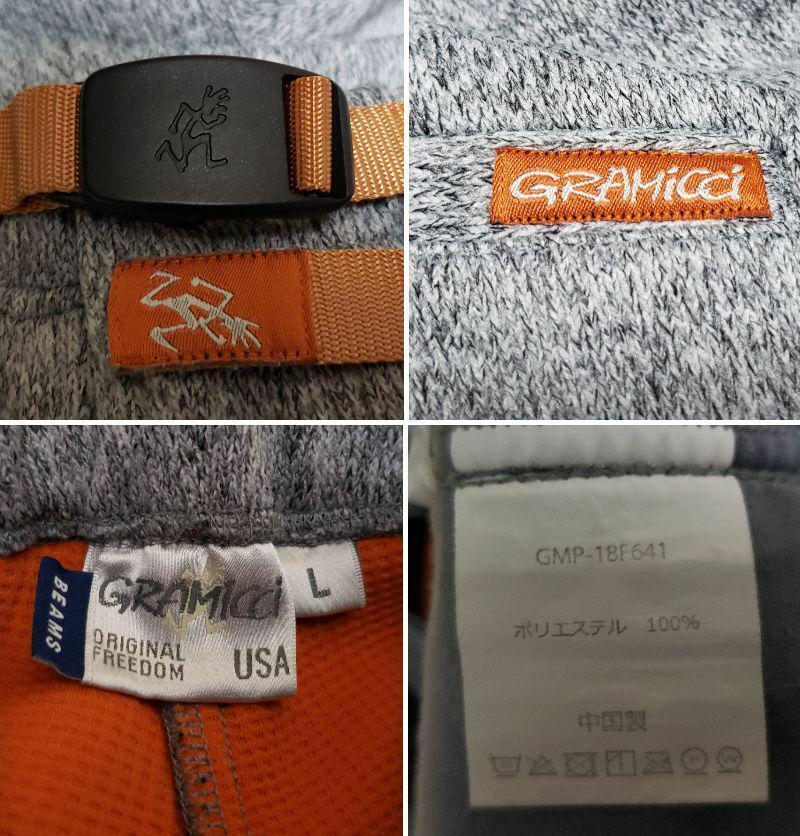 GRAMICCI
BEAMS
GRAMICCI
ORIGINAL
FREEDOM
USA
L
GMP-18F641
ポリエステル 100%
中国製